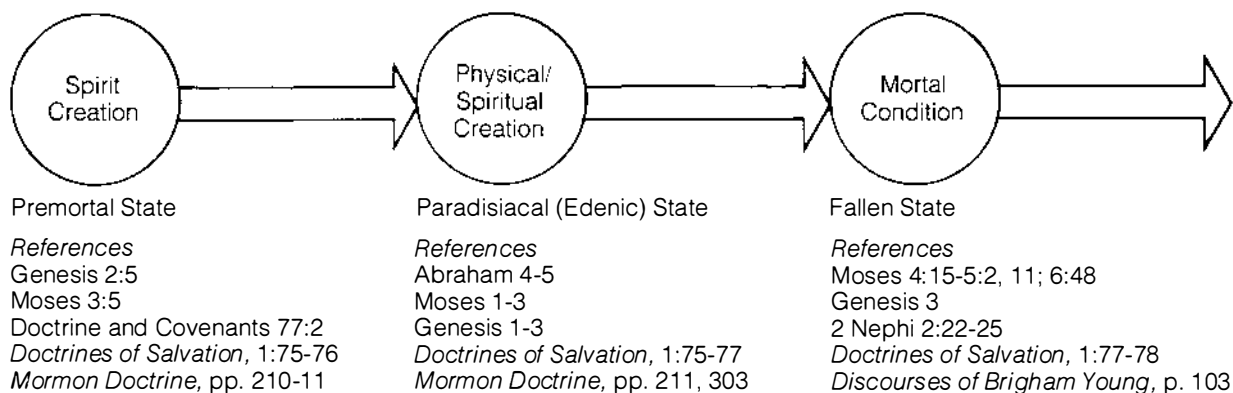 Spirit
Creation
Physical/
Spiritual
Creation
Mortal
Condition
Premortal State
References
Genesis 2:5
Moses 3:5
Doctrine and Covenants 77:2
Doctrines of Salvation, 1:75-76
Mormon Doctrine, pp. 210-11
Paradisiacal (Edenic) State
References
Abraham 4-5
Moses 1-3
Genesis 1-3
Doctrines of Salvation, 1:75-77
Mormon Doctrine, pp. 211, 303
Fallen State
References
Moses 4:15-5:2, 11; 6:48
Genesis 3
2 Nephi 2:22-25
Doctrines of Salvation, 1:77-78
Discourses of Brigham Young, p. 103